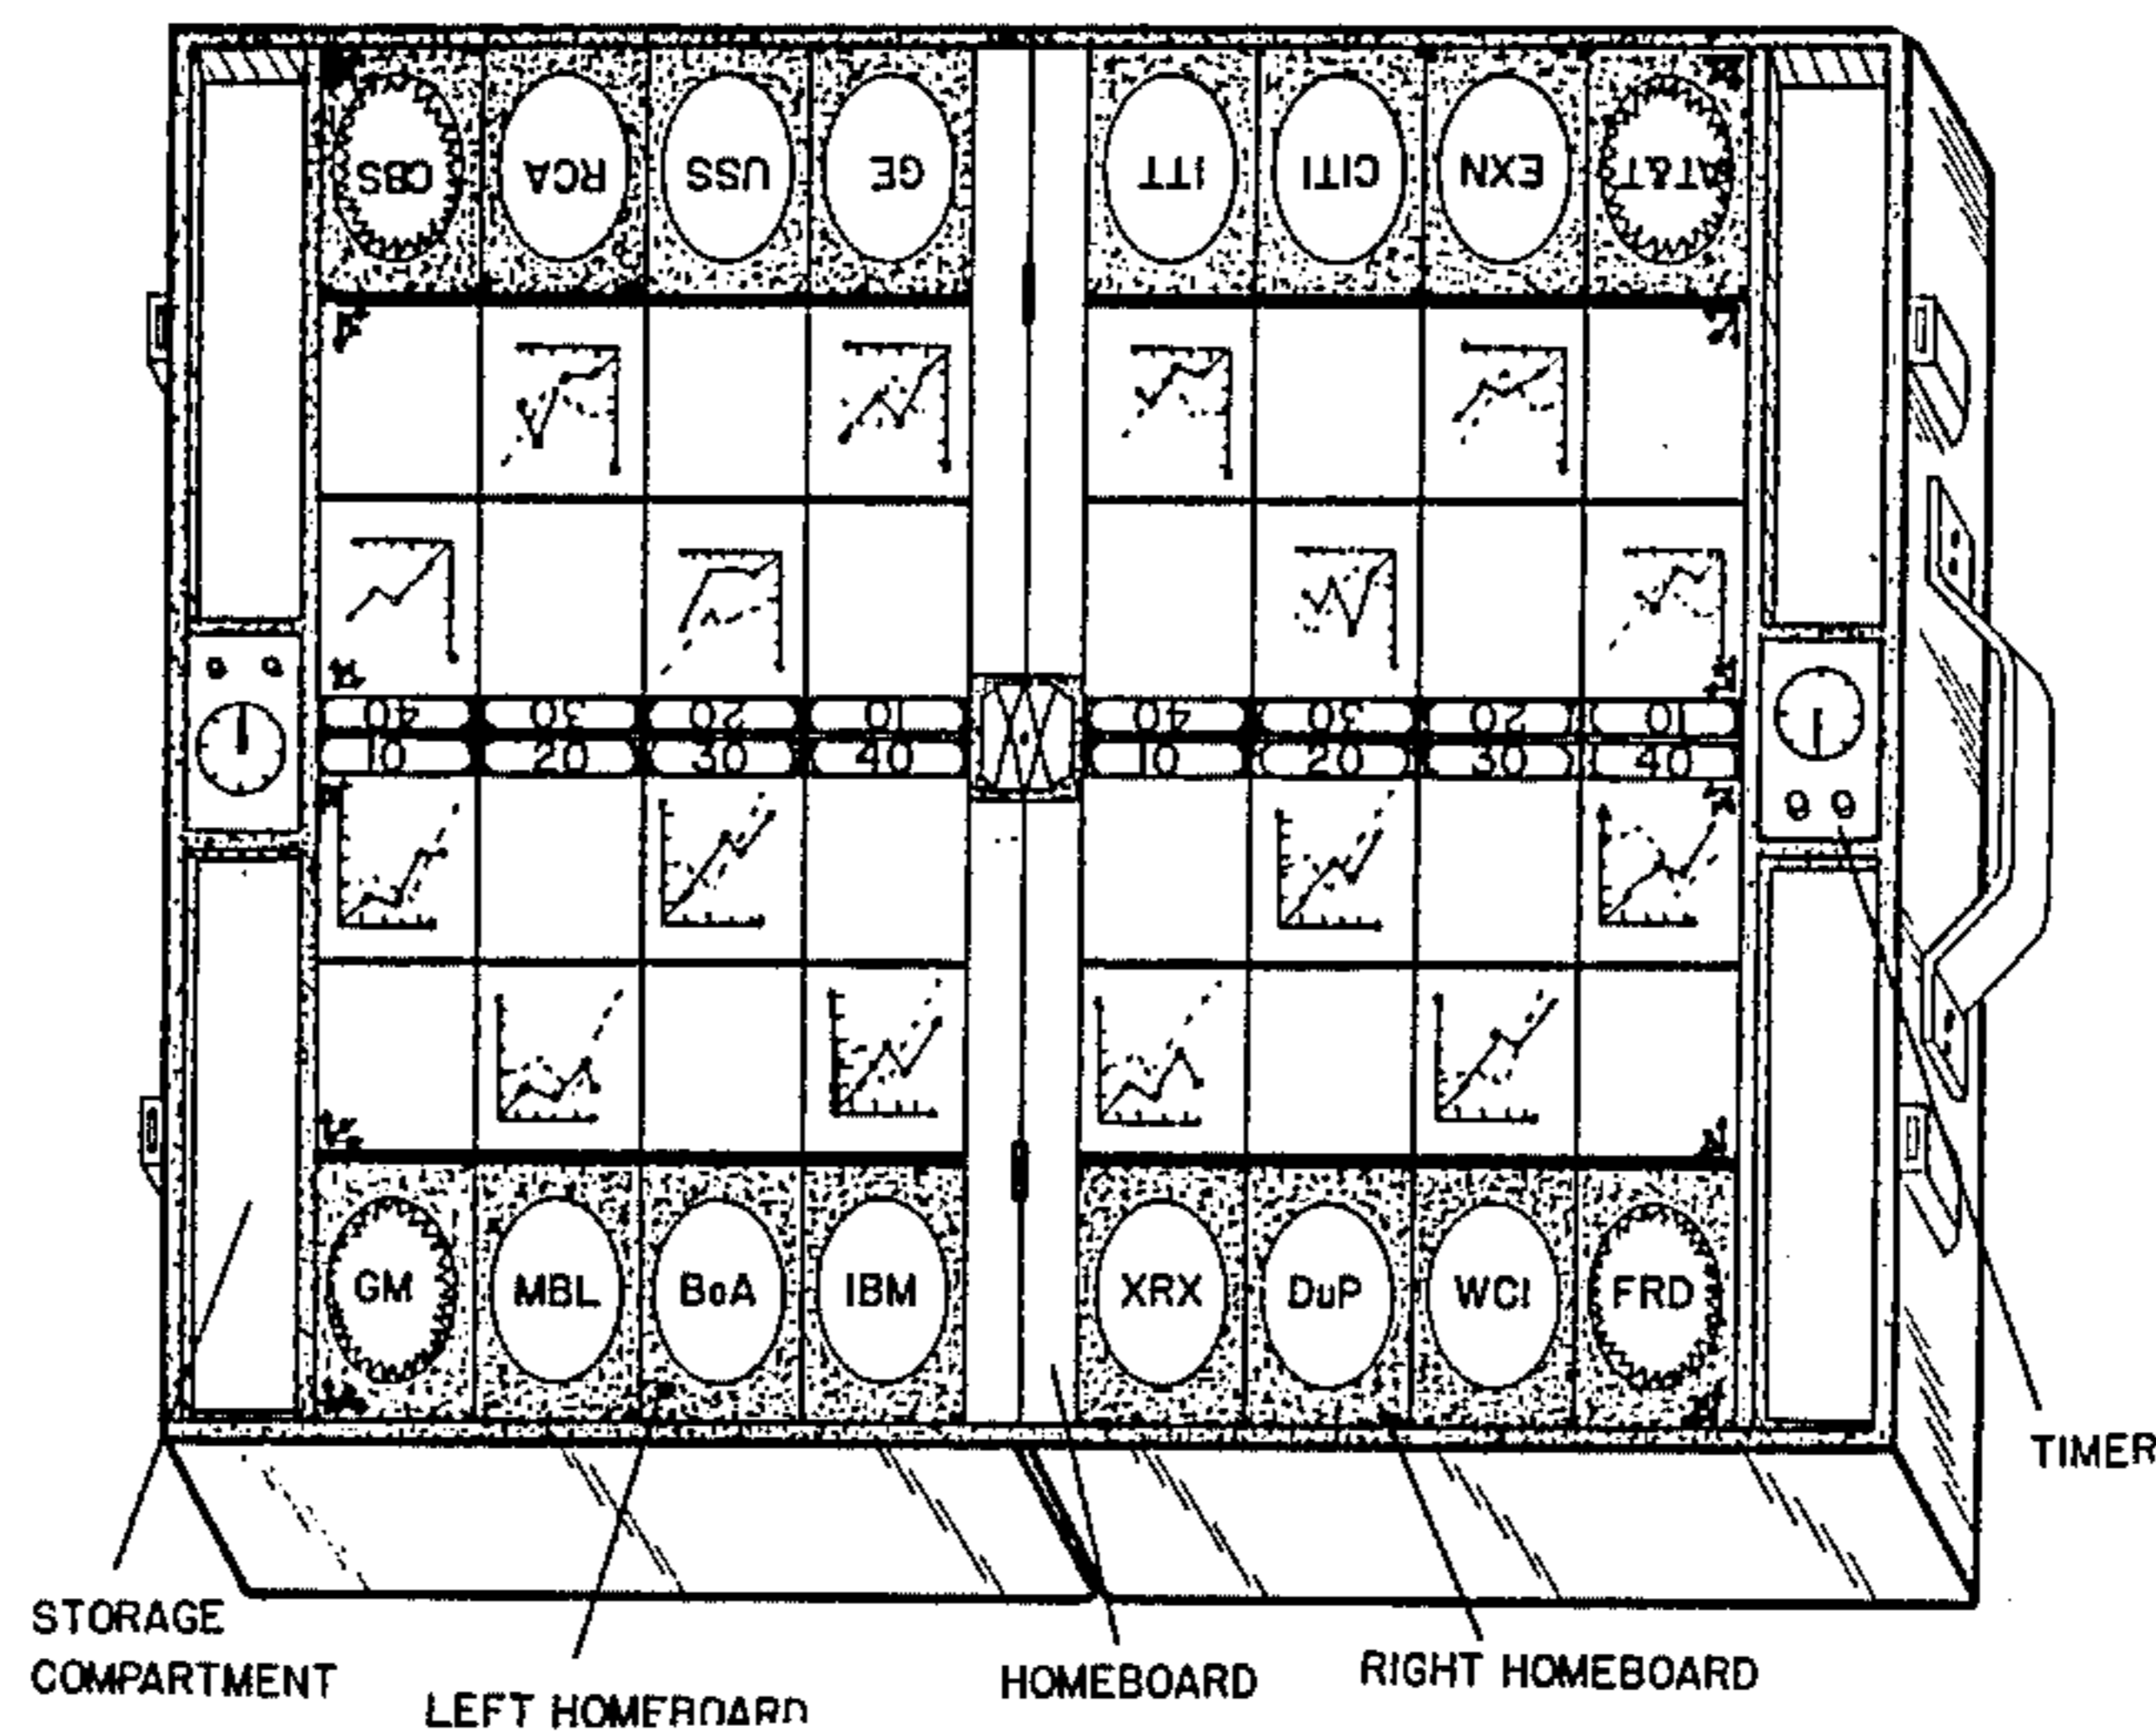 CBS RCA USS GE ITT CITI EXN AT&T
40 30 20 10 40 30 20 10
10 20 30 40 10 20 30 40
GM MBL BoA IBM XRX DuP WCI FRD
TIMER
STORAGE
COMPARTMENT
LEFT HOMEBOARD
HOMEBOARD
RIGHT HOMEBOARD